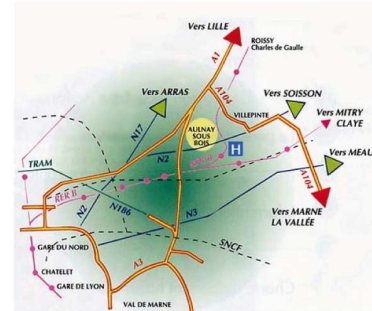 Vers LILLE
ROISSY
Charles de Gaulle
A1
A104
Vers ARRAS
VILLEPINTE
Vers SOISSON
N17
AULNAY
SOUS
BOIS
Vers MITRY
CLAYE
H
N2
TRAM
RER B
Vers MEAU
A104
N2
N186
N3
Vers MARNE
LA VALLÉE
GARE DU NORD
SNCF
CHATELET
A3
GARE DE LYON
VAL DE MARNE